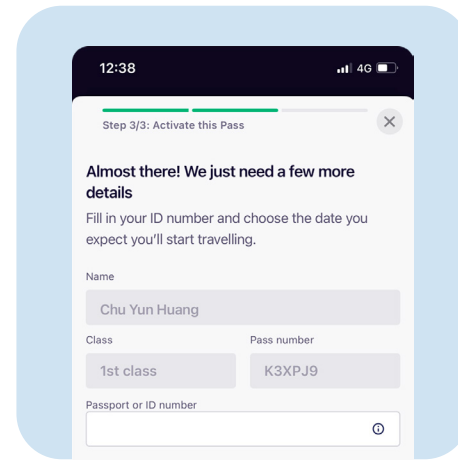 12:38 4G
Step 3/3: Activate this Pass
Almost there! We just need a few more
details
Fill in your ID number and choose the date you
expect you'll start travelling.
Name
Chu Yun Huang
Class Pass number
1st class K3XPJ9
Passport or ID number